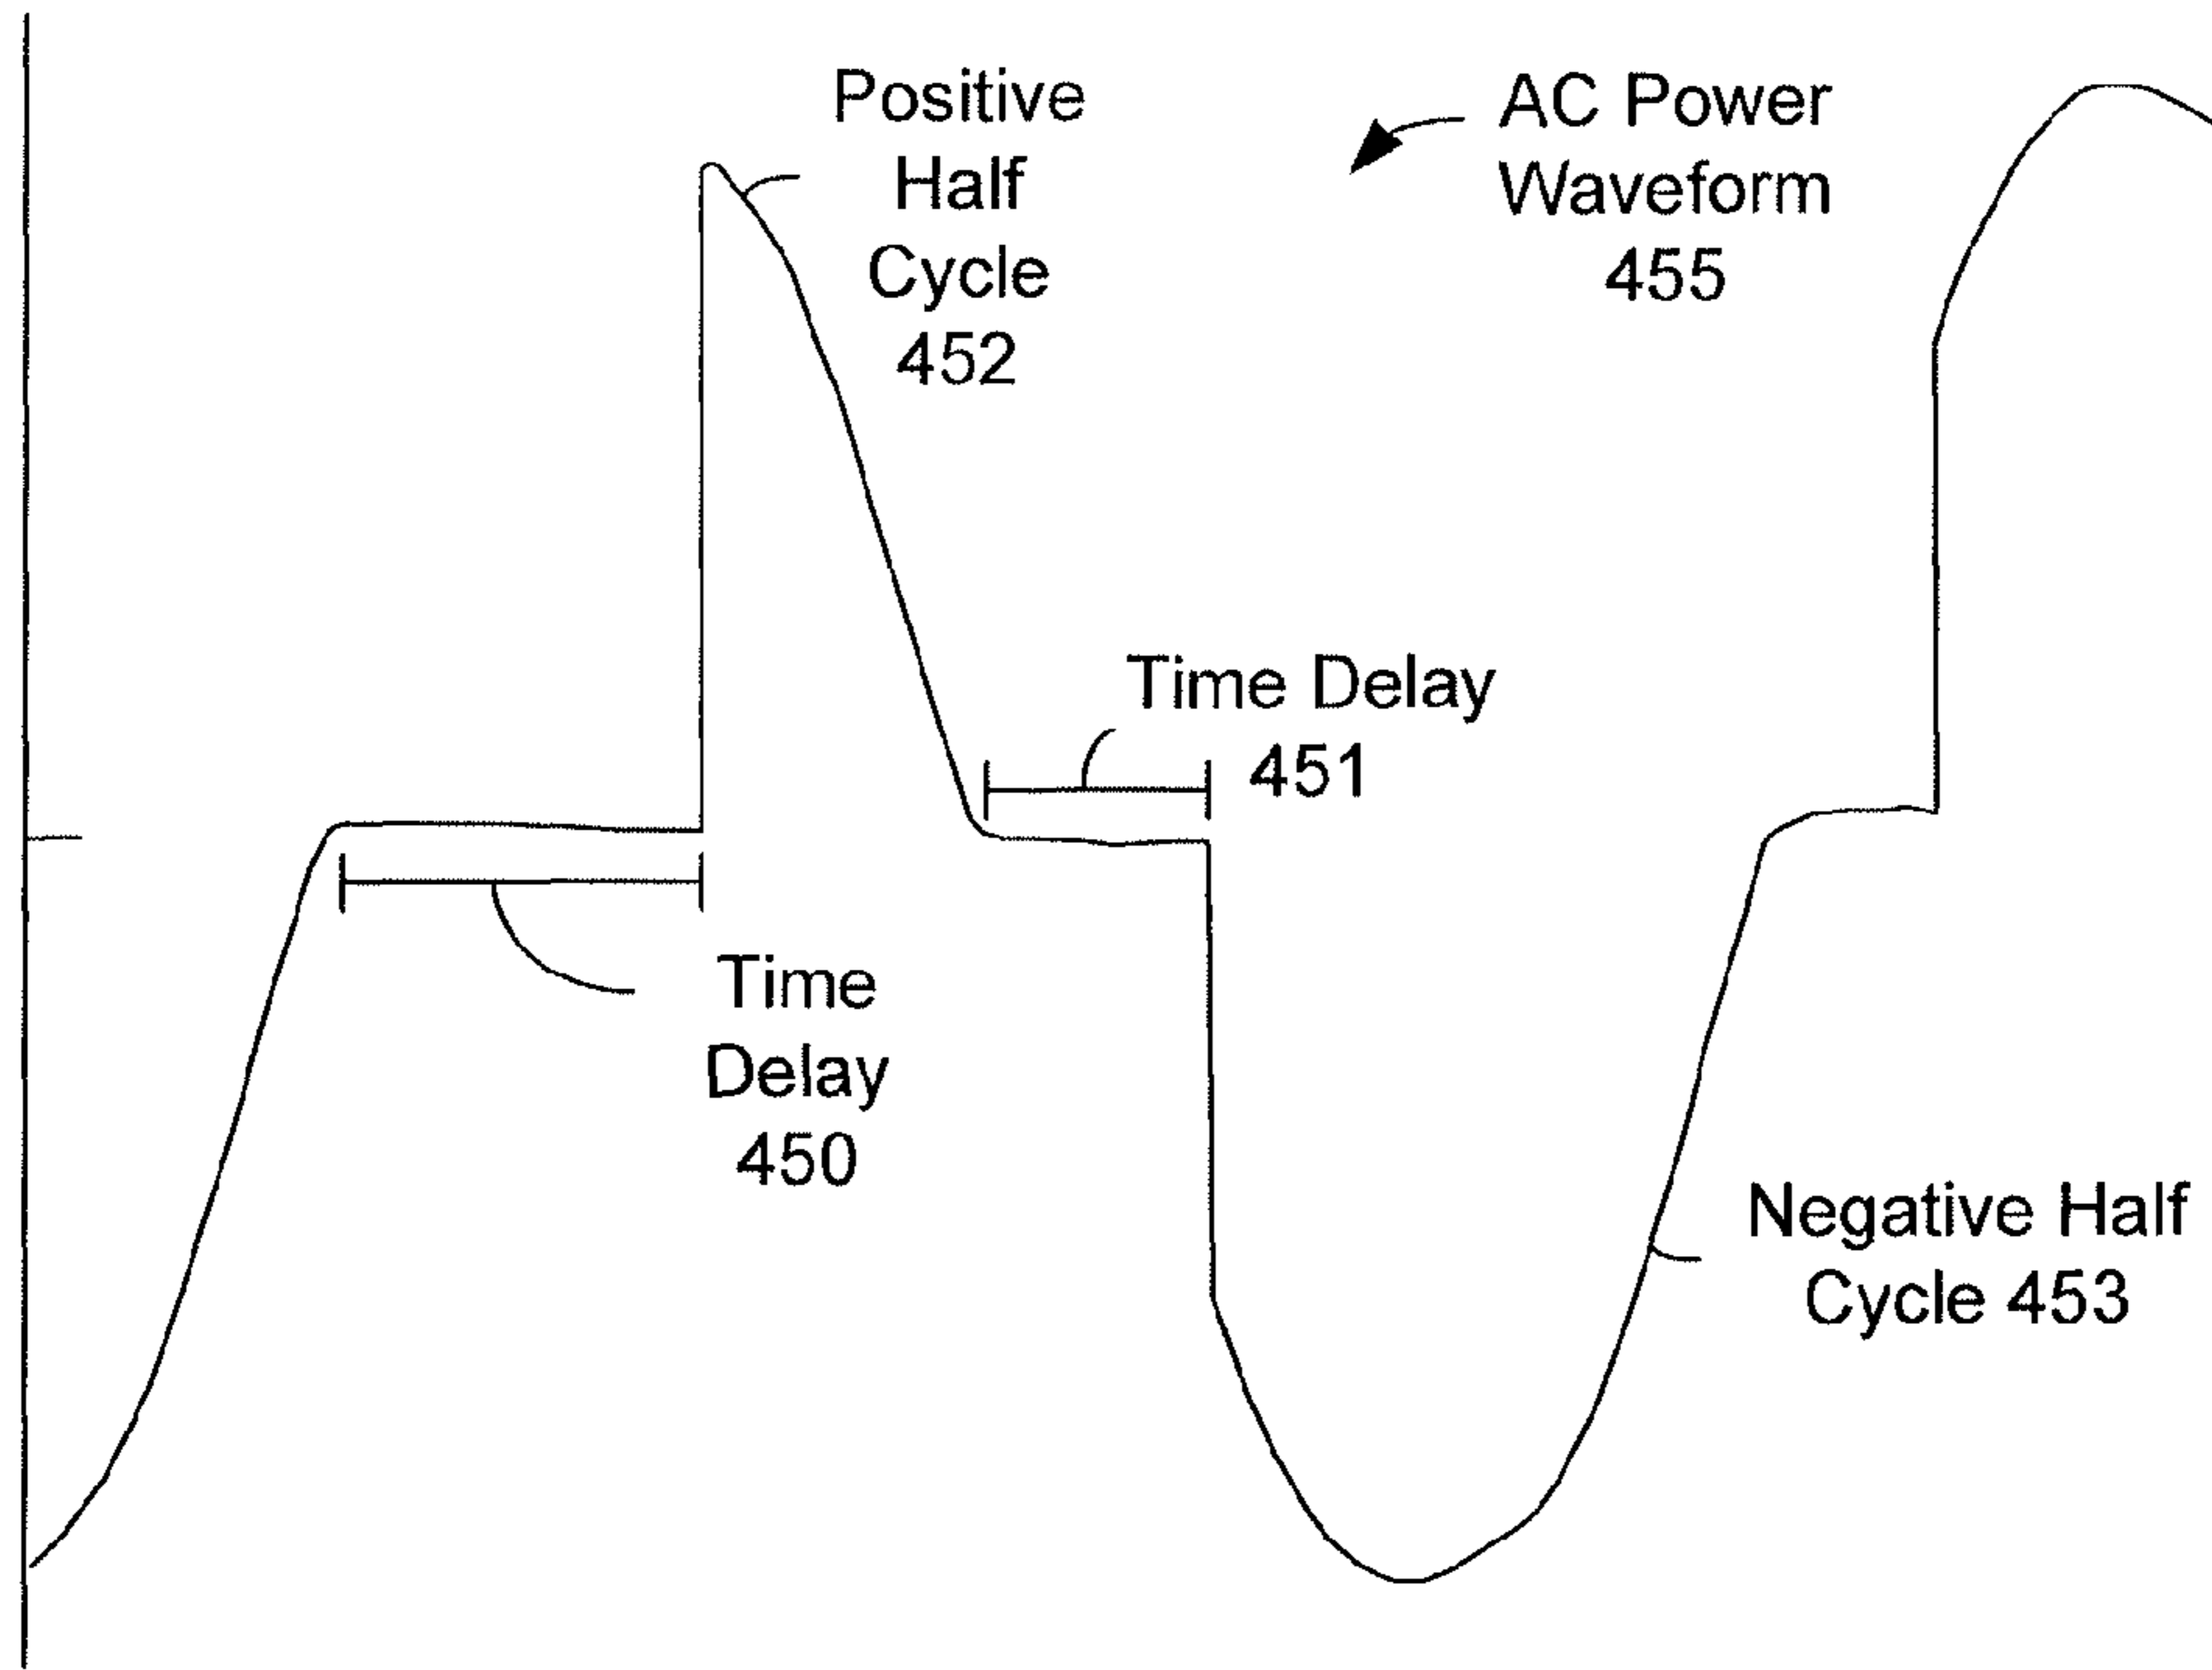 Positive
Half
Cycle
452
AC Power
Waveform
455
Time Delay
451
Time
Delay
450
Negative Half
Cycle 453